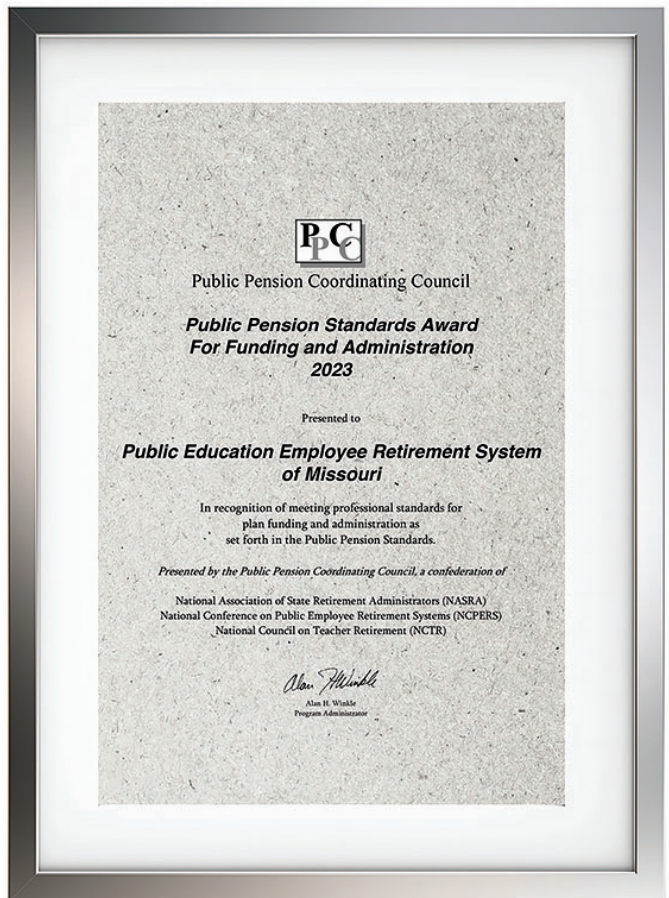 PPCC
Public Pension Coordinating Council
Public Pension Standards Award
For Funding and Administration
2023
Presented to
Public Education Employee Retirement System
of Missouri
In recognition of meeting professional standards for
plan funding and administration as
set forth in the Public Pension Standards.
Presented by the Public Pension Coordinating Council, a confederation of
National Association of State Retirement Administrators (NASRA)
National Conference on Public Employee Retirement Systems (NCPERS)
National Council on Teacher Retirement (NCTR)
Alan H Winkle
Alan H. Winkle
Program Administrator